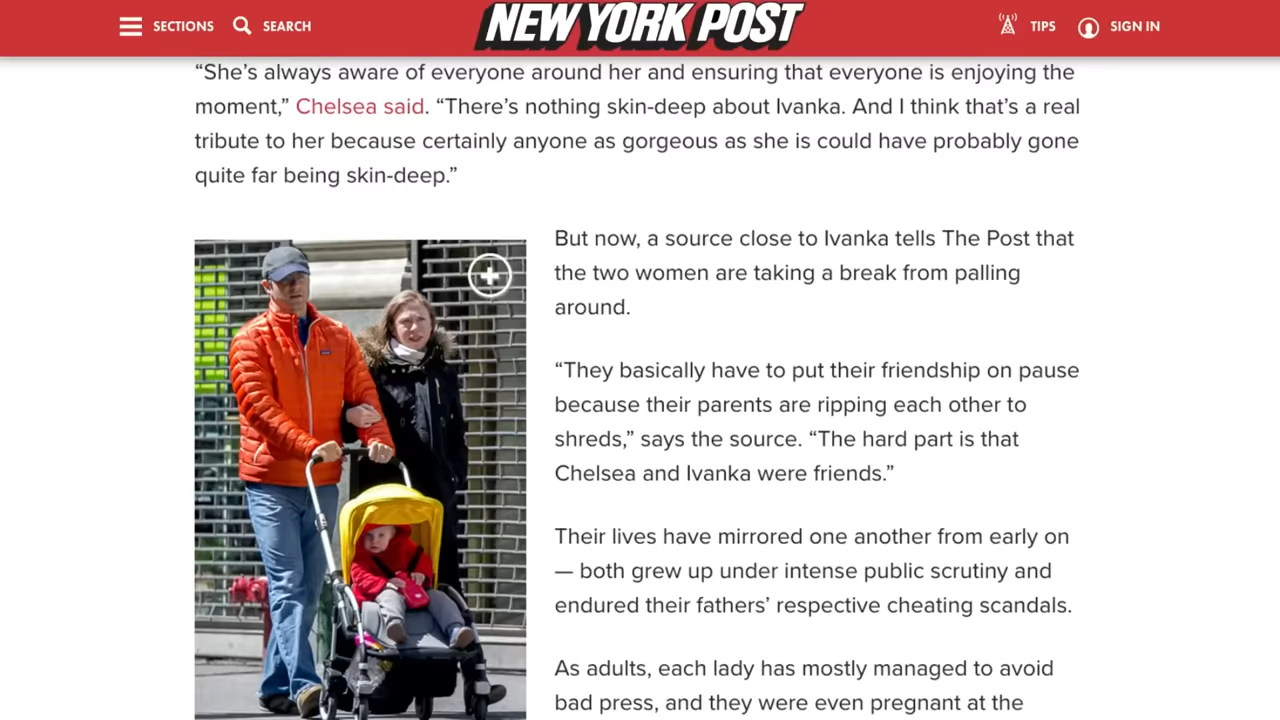 SECTIONS
SEARCH
NEW YORK POST
TIPS
SIGN IN
“She’s always aware of everyone around her and ensuring that everyone is enjoying the
moment,” Chelsea said. “There’s nothing skin-deep about Ivanka. And I think that’s a real
tribute to her because certainly anyone as gorgeous as she is could have probably gone
quite far being skin-deep.”
But now, a source close to Ivanka tells The Post that
the two women are taking a break from palling
around.
“They basically have to put their friendship on pause
because their parents are ripping each other to
shreds,” says the source. “The hard part is that
Chelsea and Ivanka were friends.”
Their lives have mirrored one another from early on
— both grew up under intense public scrutiny and
endured their fathers’ respective cheating scandals.
As adults, each lady has mostly managed to avoid
bad press, and they were even pregnant at the